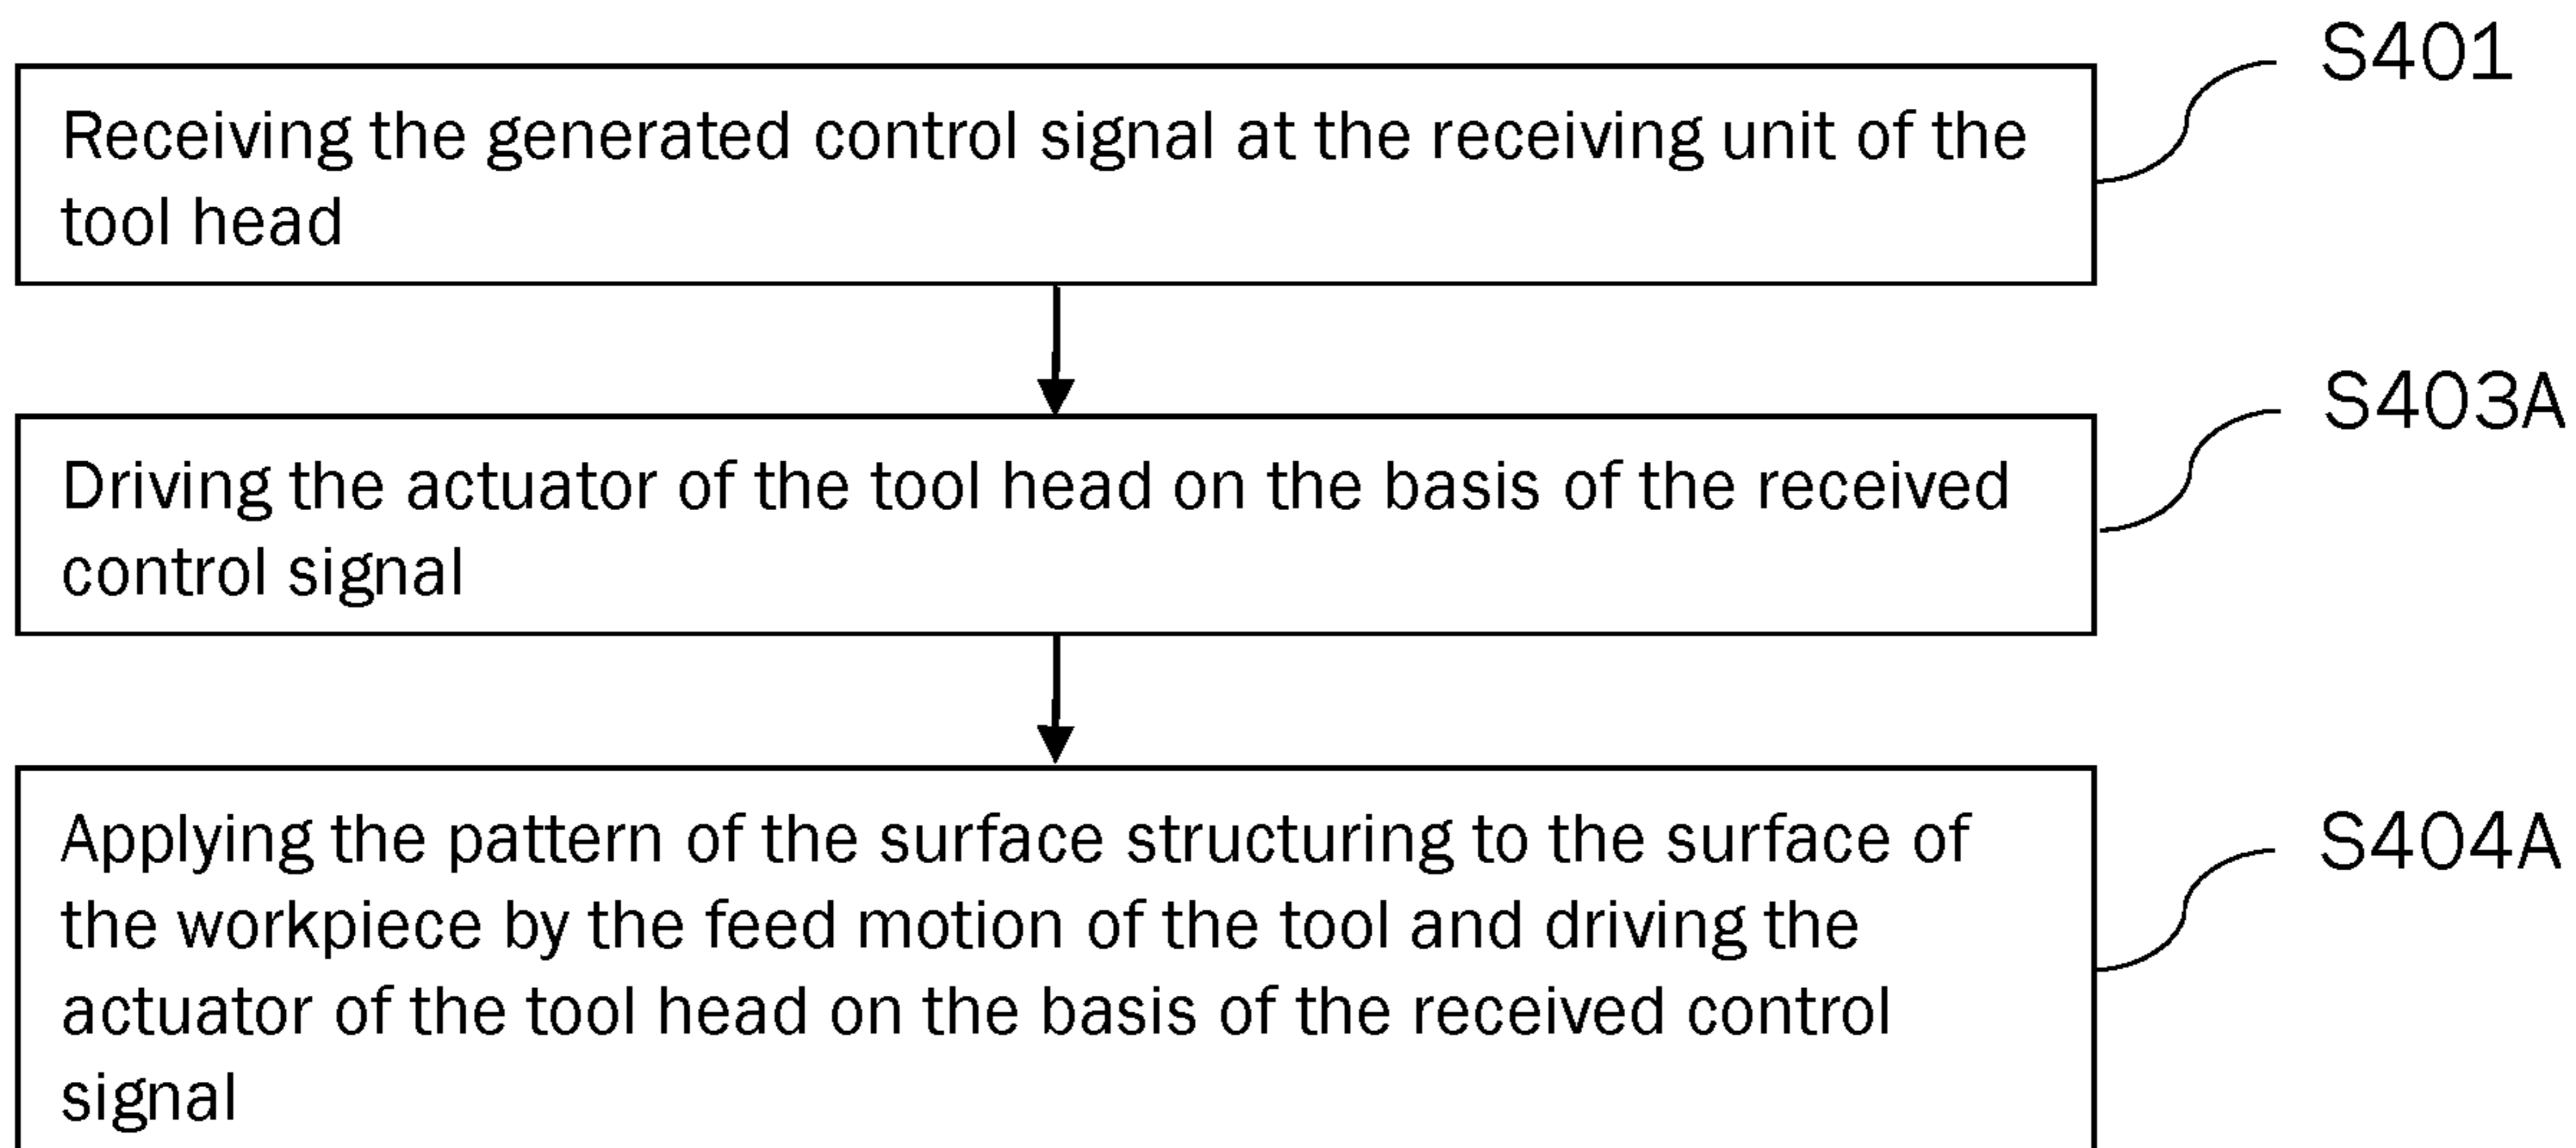 S401
Receiving the generated control signal at the receiving unit of the
tool head
S403A
Driving the actuator of the tool head on the basis of the received
control signal
S404A
Applying the pattern of the surface structuring to the surface of
the workpiece by the feed motion of the tool and driving the
actuator of the tool head on the basis of the received control
signal